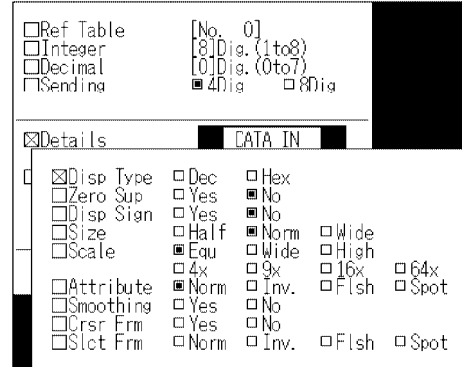 Ref Table [No. 0]
Integer [8]Dig.(1to8)
Decimal [0]Dig.(0to7)
Sending 4Dig 8Dig
Details CATA IN
Disp Type Dec Hex
Zero Sup Yes No
Disp Sign Yes No
Size Half Norm Wide
Scale Equ Wide High
4x 9x 16x 64x
Attribute Norm Inv. Flsh Spot
Smoothing Yes No
Crsr Frm Yes No
Slct Frm Norm Inv. Flsh Spot